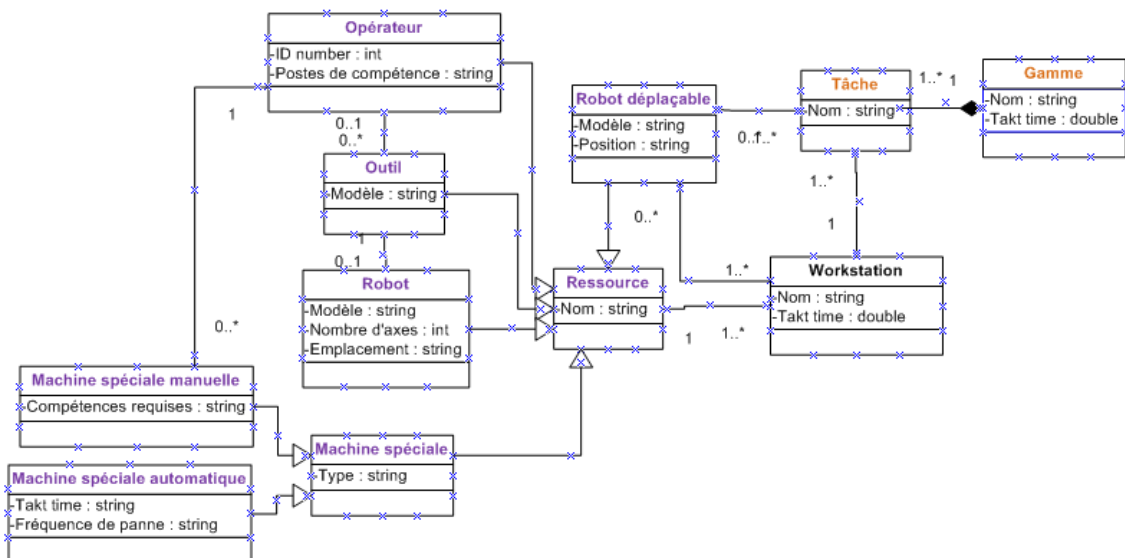 Opérateur
-ID number : int
-Postes de compétence : string
1
0..1
0..*
Outil
-Modèle : string
1
0..1
Robot
-Modèle : string
-Nombre d'axes : int
-Emplacement : string
0..*
Machine spéciale manuelle
-Compétences requises : string
Machine spéciale automatique
-Takt time : string
-Fréquence de panne : string
Machine spéciale
-Type : string
Robot déplaçable
-Modèle : string
-Position : string
0..*
1..*
Ressource
-Nom : string
1
1..*
Tâche
-Nom : string
1..*
1
Gamme
-Nom : string
-Takt time : double
1..*
1
Workstation
-Nom : string
-Takt time : double